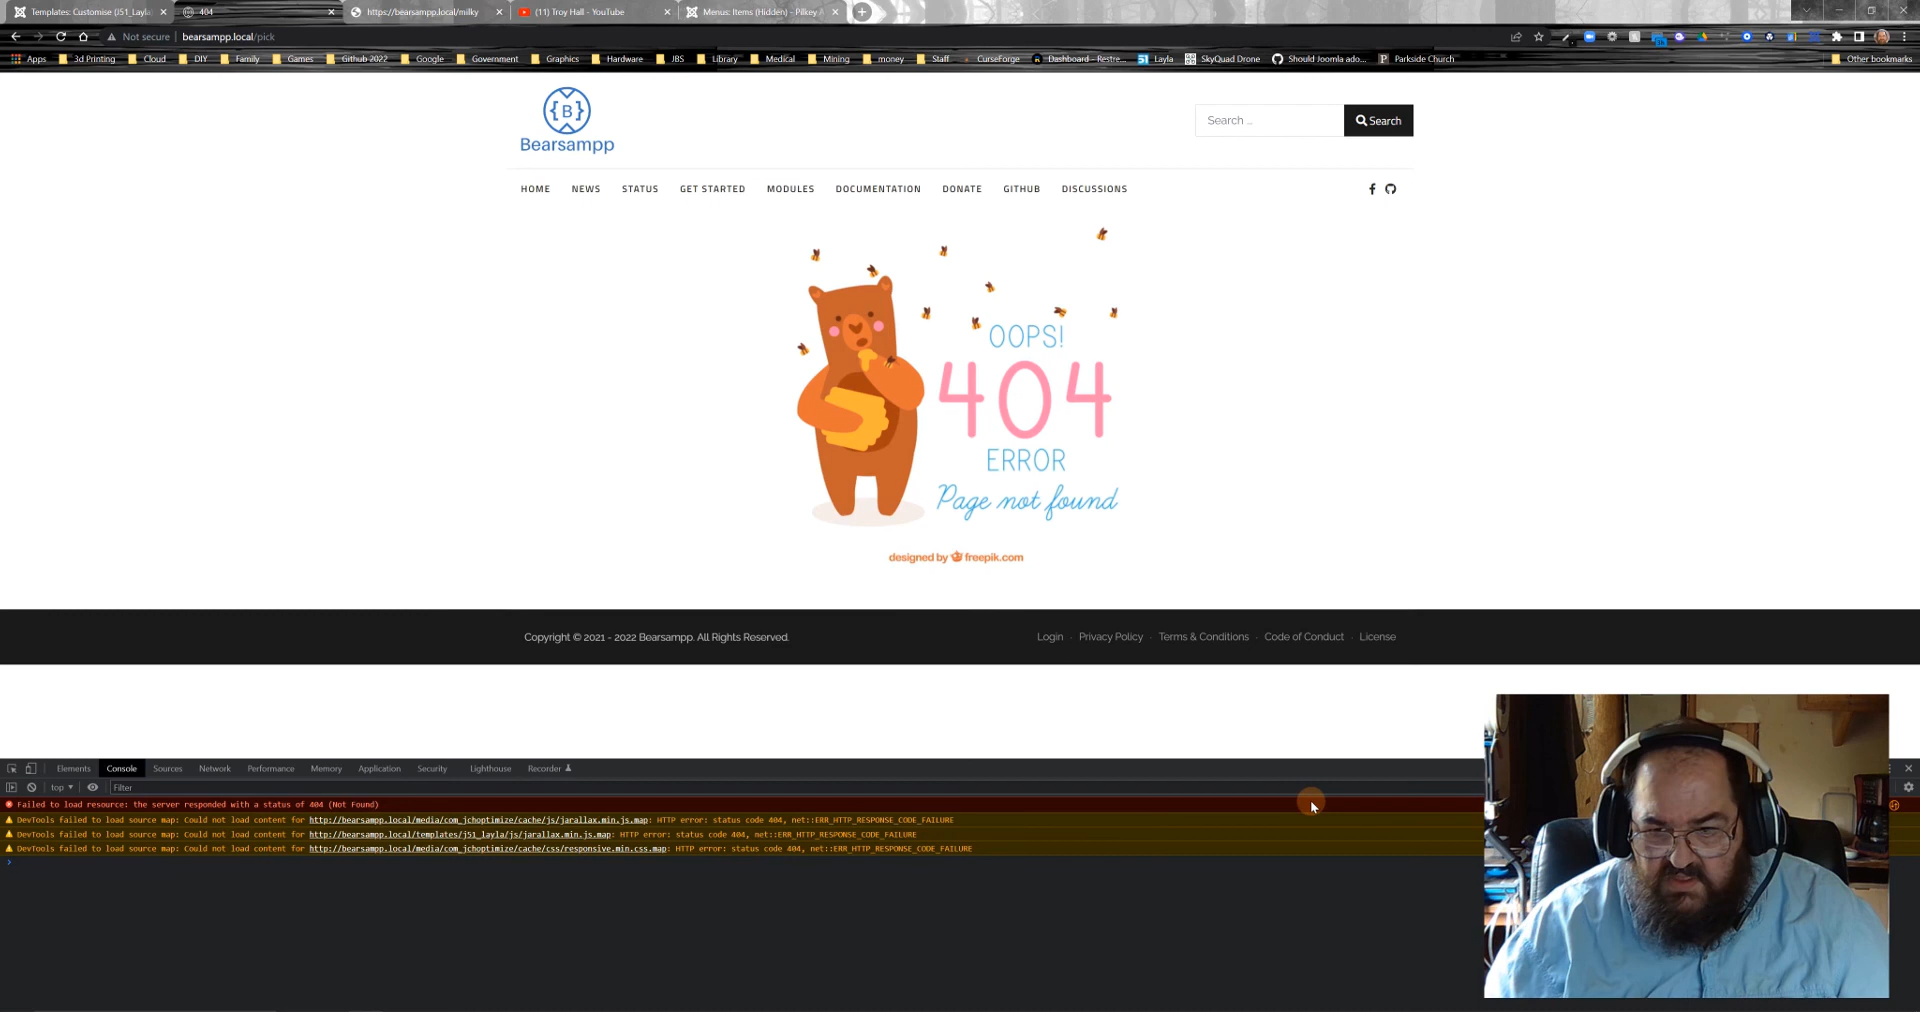 Templates: Customise (J51_Layla
404
https://bearsampp.local/milky
(11) Troy Hall - YouTube
Menus: Items (Hidden) - Pilkey A
Not secure
bearsampp.local/pick
Apps
3d Printing
Cloud
DIY
Family
Games
Github 2022
Google
Government
Graphics
Hardware
JBS
Library
Medical
Mining
money
Staff
CurseForge
Dashboard - Restre...
Layla
SkyQuad Drone
Should Joomla ado...
Parkside Church
Other bookmarks
{B}
Bearsampp
Search ...
Search
HOME
NEWS
STATUS
GET STARTED
MODULES
DOCUMENTATION
DONATE
GITHUB
DISCUSSIONS
OOPS!
404
ERROR
Page not found
designed by freepik.com
Copyright © 2021 - 2022 Bearsampp. All Rights Reserved.
Login · Privacy Policy · Terms & Conditions · Code of Conduct · License
Elements
Console
Sources
Network
Performance
Memory
Application
Security
Lighthouse
Recorder
top
Filter
Failed to load resource: the server responded with a status of 404 (Not Found)
DevTools failed to load source map: Could not load content for http://bearsampp.local/media/com_jchoptimize/cache/js/jarallax.min.js.map: HTTP error: status code 404, net::ERR_HTTP_RESPONSE_CODE_FAILURE
DevTools failed to load source map: Could not load content for http://bearsampp.local/templates/j51_layla/js/jarallax.min.js.map: HTTP error: status code 404, net::ERR_HTTP_RESPONSE_CODE_FAILURE
DevTools failed to load source map: Could not load content for http://bearsampp.local/media/com_jchoptimize/cache/css/responsive.min.css.map: HTTP error: status code 404, net::ERR_HTTP_RESPONSE_CODE_FAILURE